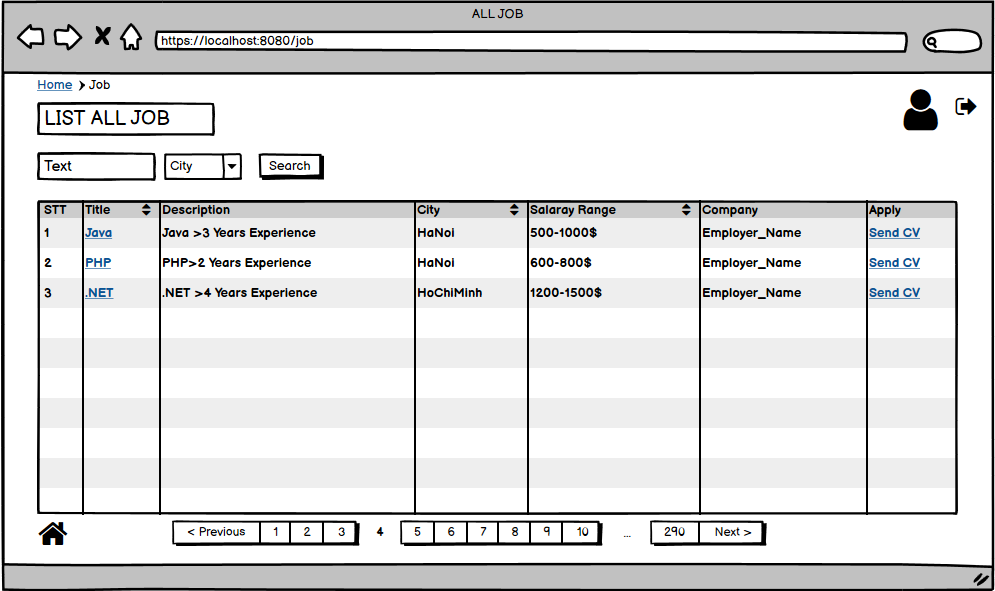 ALL JOB
https://localhost:8080/job
Home Job
LIST ALL JOB
Text City Search
STT Title Description City Salaray Range Company Apply
1 Java Java >3 Years Experience HaNoi 500-1000$ Employer_Name Send CV
2 PHP PHP>2 Years Experience HaNoi 600-800$ Employer_Name Send CV
3 .NET .NET >4 Years Experience HoChiMinh 1200-1500$ Employer_Name Send CV
< Previous 1 2 3 4 5 6 7 8 9 10 ... 290 Next >